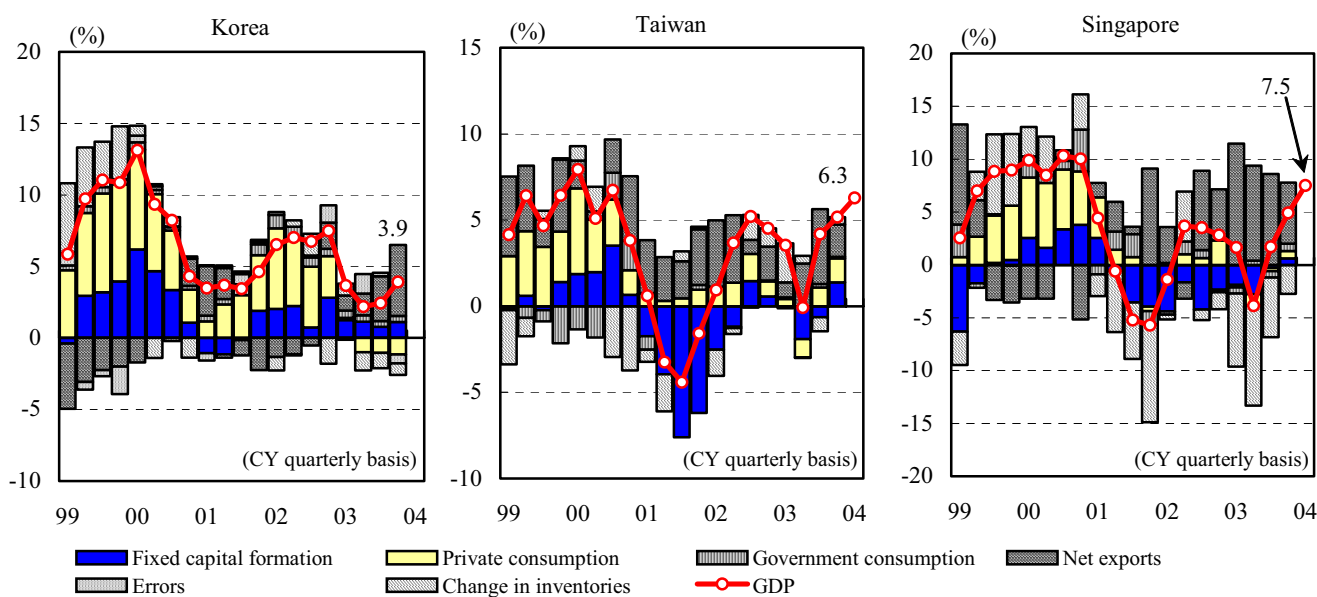 Korea
(%)
20
15
10
5
0
-5
-10
3.9
(CY quarterly basis)
99 00 01 02 03 04
Taiwan
(%)
15
10
5
0
-5
-10
6.3
(CY quarterly basis)
99 00 01 02 03 04
Singapore
(%)
20
15
10
5
0
-5
-10
-15
-20
7.5
(CY quarterly basis)
99 00 01 02 03 04
Fixed capital formation Private consumption Government consumption Net exports
Errors Change in inventories GDP